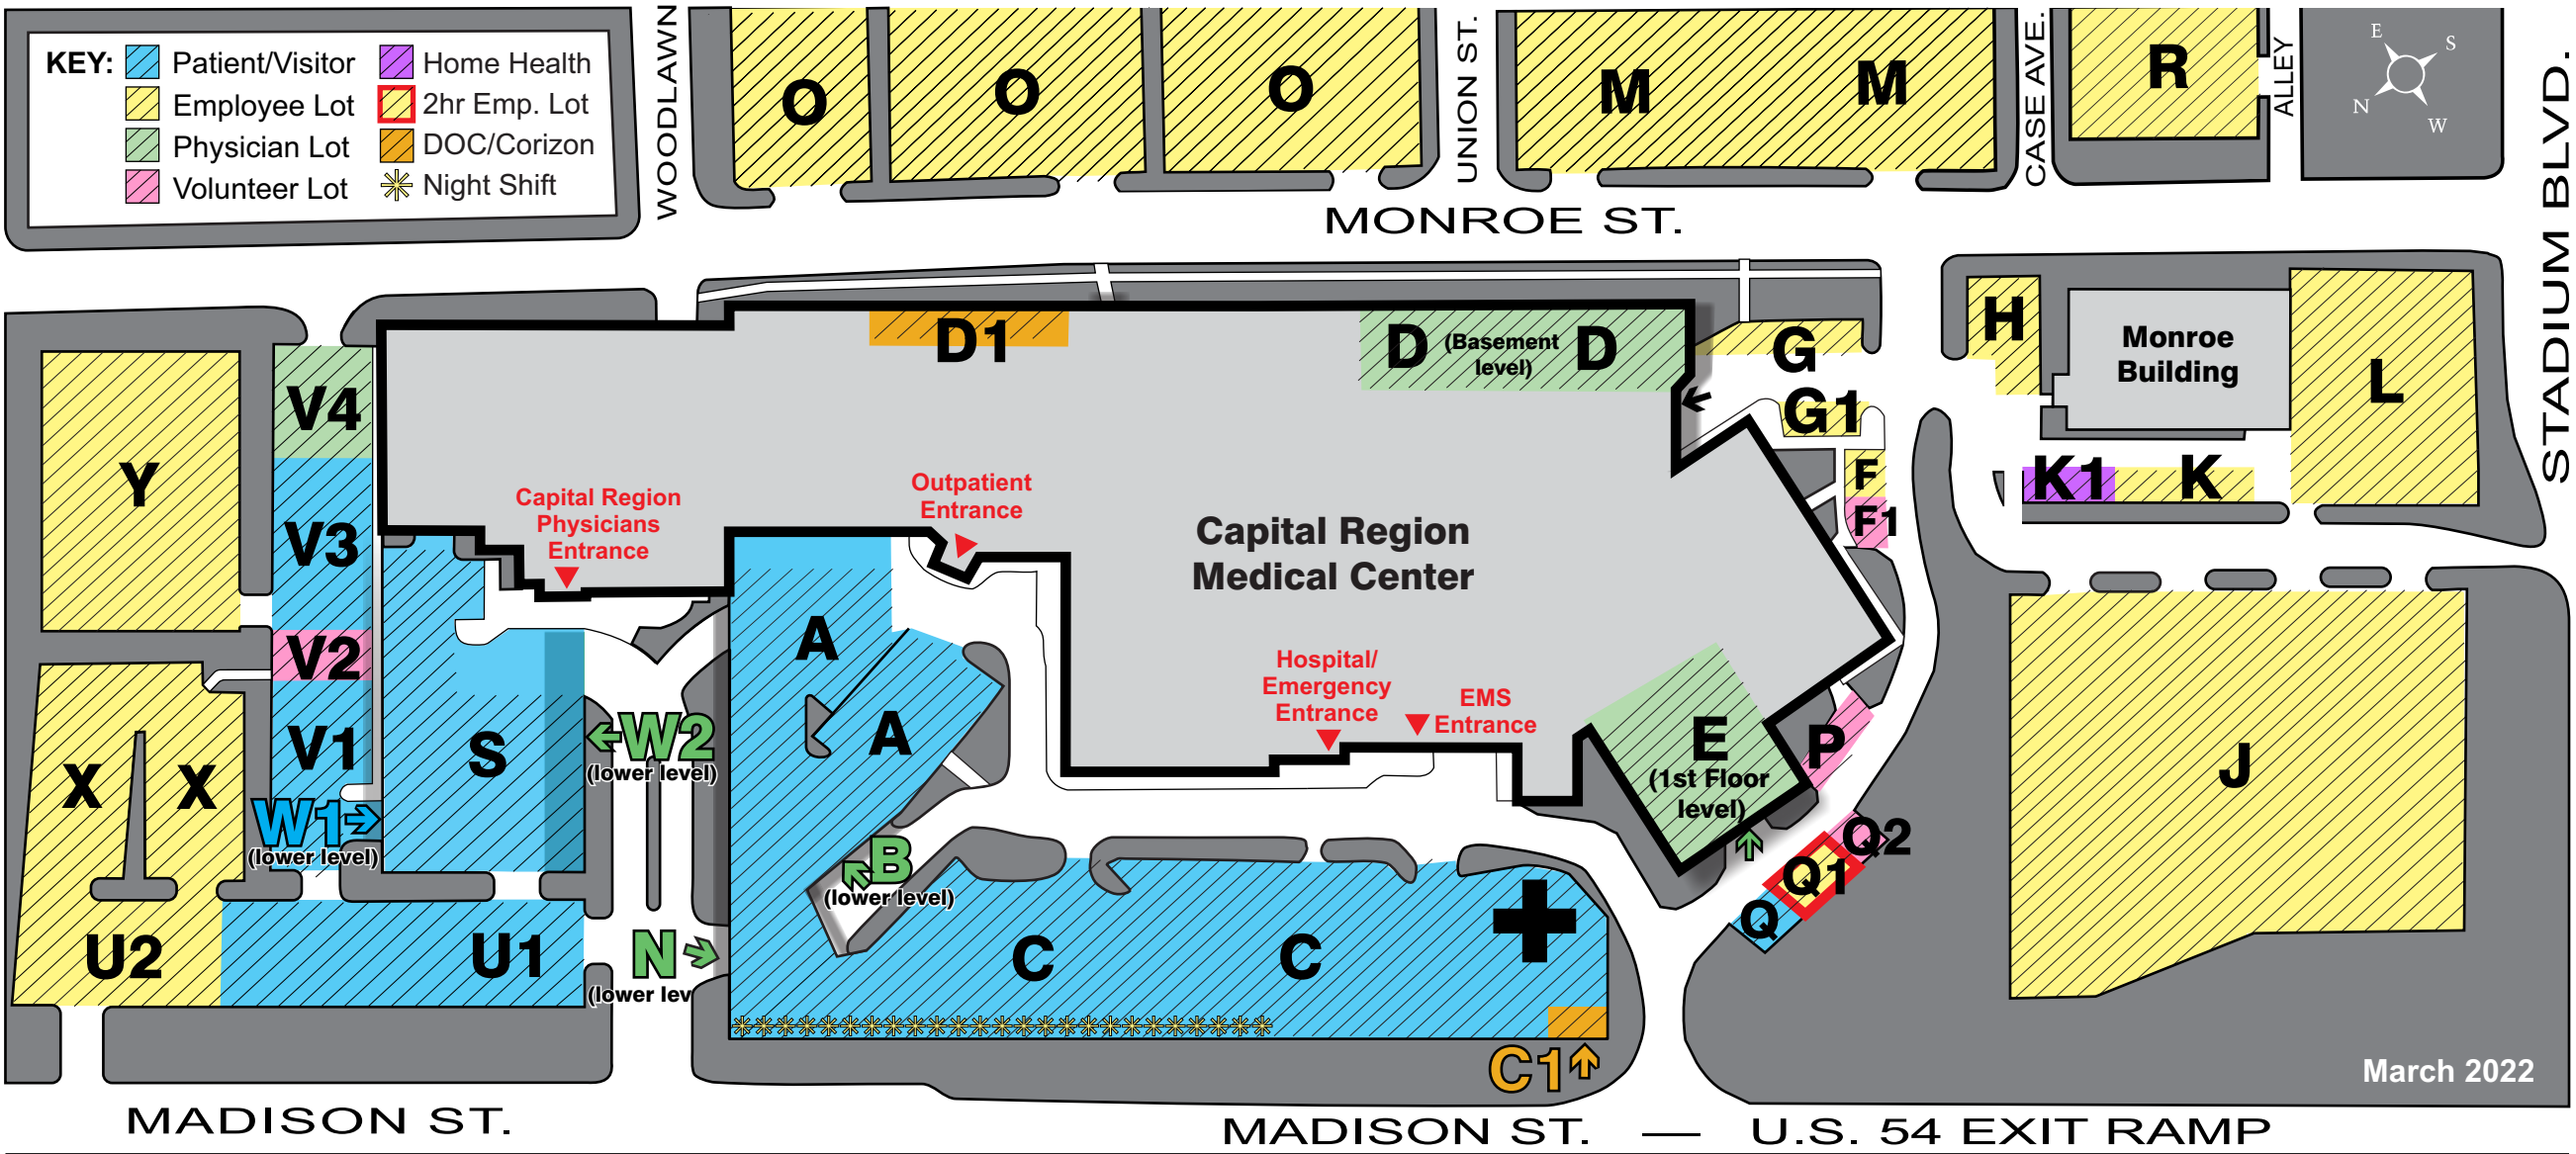 KEY:
Patient/Visitor
Employee Lot
Physician Lot
Volunteer Lot
Home Health
2hr Emp. Lot
DOC/Corizon
Night Shift
WOODLAWN
O
O
O
UNION ST.
M
M
CASE AVE.
R
ALLEY
E
S
N
W
STADIUM BLVD.
MONROE ST.
Y
V4
V3
V2
V1
X
X
W1
(lower level)
U2
U1
S
W2
(lower level)
N
(lower lev
D1
D
(Basement
level)
D
G
G1
F
F1
H
Monroe
Building
L
K1
K
Capital Region
Physicians
Entrance
Outpatient
Entrance
Capital Region
Medical Center
Hospital/
Emergency
Entrance
EMS
Entrance
A
A
B
(lower level)
C
C
C1
E
(1st Floor
level)
P
Q2
Q1
Q
J
March 2022
MADISON ST.
MADISON ST. — U.S. 54 EXIT RAMP